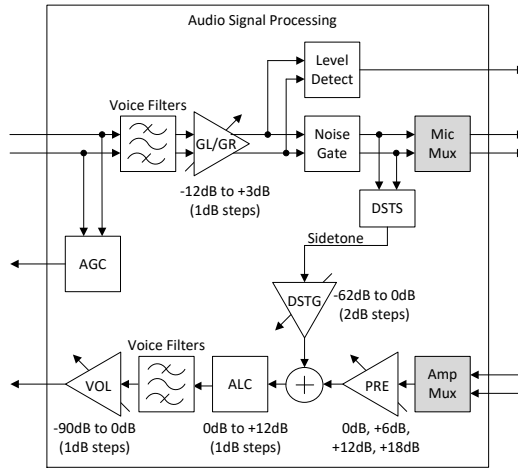 Audio Signal Processing
Level
Detect
Voice Filters
GL/GR
Noise
Gate
Mic
Mux
-12dB to +3dB
(1dB steps)
DSTS
AGC
Sidetone
DSTG
-62dB to 0dB
(2dB steps)
Voice Filters
VOL
ALC
PRE
Amp
Mux
-90dB to 0dB
(1dB steps)
0dB to +12dB
(1dB steps)
0dB, +6dB,
+12dB, +18dB